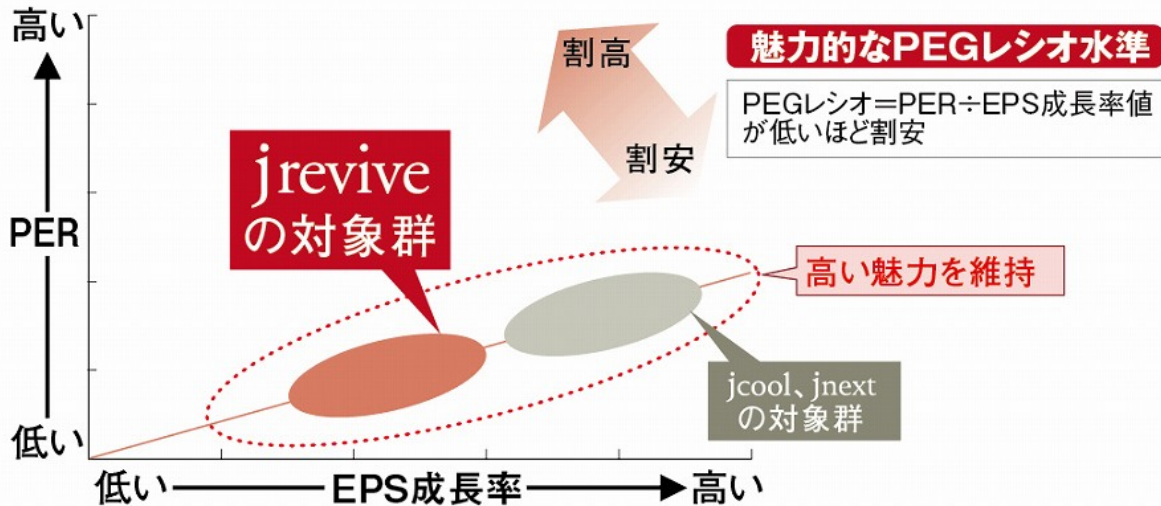 高い
PER
低い
割高
割安
魅力的なPEGレシオ水準
PEGレシオ=PER÷EPS成長率値
が低いほど割安
jrevive
の対象群
高い魅力を維持
jcool、jnext
の対象群
低い
EPS成長率
高い